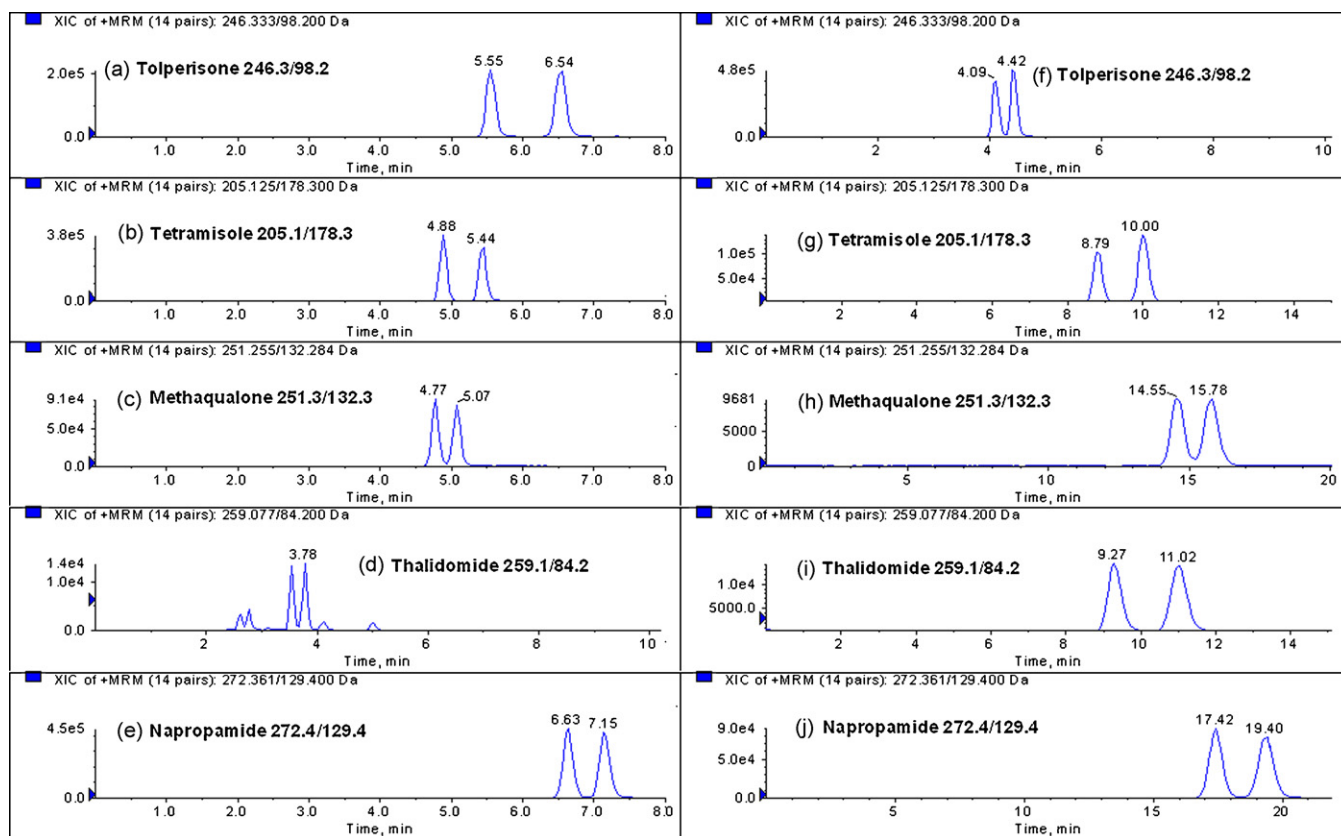 XIC of +MRM (14 pairs): 246.333/98.200 Da
(a) Tolperisone 246.3/98.2
5.55 6.54
2.0e5
0.0
1.0 2.0 3.0 4.0 5.0 6.0 7.0 8.0
Time, min
XIC of +MRM (14 pairs): 246.333/98.200 Da
4.8e5
4.09 4.42
(f) Tolperisone 246.3/98.2
0.0
2 4 6 8 10
Time, min
XIC of +MRM (14 pairs): 205.125/178.300 Da
(b) Tetramisole 205.1/178.3
4.88 5.44
3.8e5
0.0
1.0 2.0 3.0 4.0 5.0 6.0 7.0 8.0
Time, min
XIC of +MRM (14 pairs): 205.125/178.300 Da
(g) Tetramisole 205.1/178.3
8.79 10.00
1.0e5
5.0e4
2 4 6 8 10 12 14
Time, min
XIC of +MRM (14 pairs): 251.255/132.284 Da
(c) Methaqualone 251.3/132.3
4.77 5.07
9.1e4
5.0e4
0.0
1.0 2.0 3.0 4.0 5.0 6.0 7.0 8.0
Time, min
XIC of +MRM (14 pairs): 251.255/132.284 Da
(h) Methaqualone 251.3/132.3
14.55 15.78
9681
5000
0
5 10 15 20
Time, min
XIC of +MRM (14 pairs): 259.077/84.200 Da
3.78
(d) Thalidomide 259.1/84.2
1.4e4
1.0e4
0.0
2 4 6 8 10
Time, min
XIC of +MRM (14 pairs): 259.077/84.200 Da
(i) Thalidomide 259.1/84.2
9.27 11.02
1.0e4
5000.0
2 4 6 8 10 12 14
Time, min
XIC of +MRM (14 pairs): 272.361/129.400 Da
(e) Napropamide 272.4/129.4
6.63 7.15
4.5e5
0.0
1.0 2.0 3.0 4.0 5.0 6.0 7.0 8.0
Time, min
XIC of +MRM (14 pairs): 272.361/129.400 Da
(j) Napropamide 272.4/129.4
17.42 19.40
9.0e4
5.0e4
0.0
5 10 15 20
Time, min